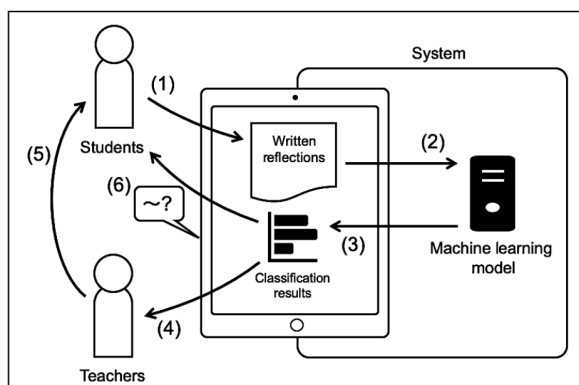 System
(1)
Students
Written
reflections
(2)
(5)
(6)
~?
(3)
Machine learning
model
Classification
results
(4)
Teachers